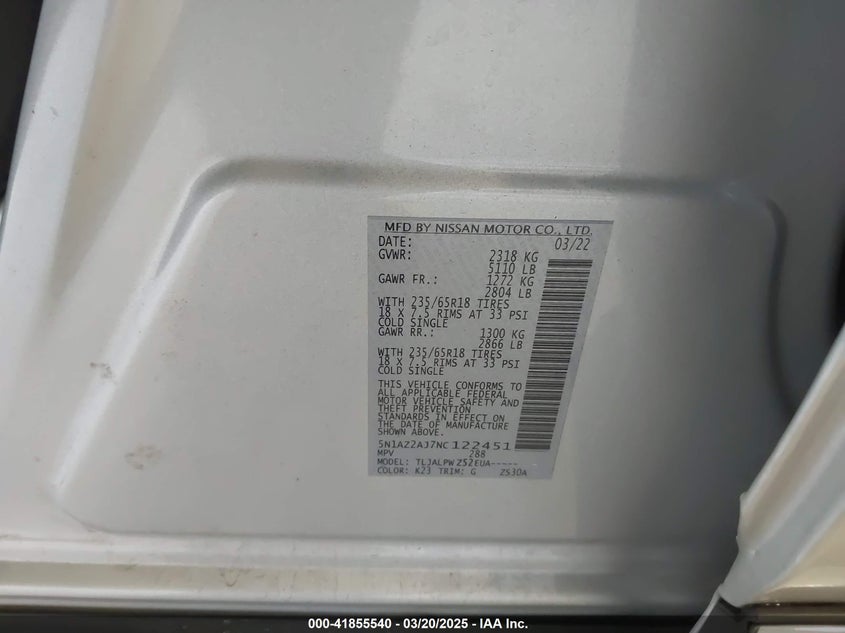 MFD BY NISSAN MOTOR CO., LTD.
DATE: 03/22
GVWR: 2318 KG
5110 LB
GAWR FR.: 1272 KG
2804 LB
WITH 235/65R18 TIRES
18 X 7.5 RIMS AT 33 PSI
COLD SINGLE
GAWR RR.: 1300 KG
2866 LB
WITH 235/65R18 TIRES
18 X 7.5 RIMS AT 33 PSI
COLD SINGLE
THIS VEHICLE CONFORMS TO
ALL APPLICABLE FEDERAL
MOTOR VEHICLE SAFETY AND
THEFT PREVENTION
STANDARDS IN EFFECT ON
THE DATE OF MANUFACTURE
SHOWN ABOVE.
5N1AZ2AJ7NC122451
MPV 288
MODEL: TLJALPW Z52EUA-----
COLOR: K23 TRIM: G Z530A
000-41855540 - 03/20/2025 - IAA Inc.